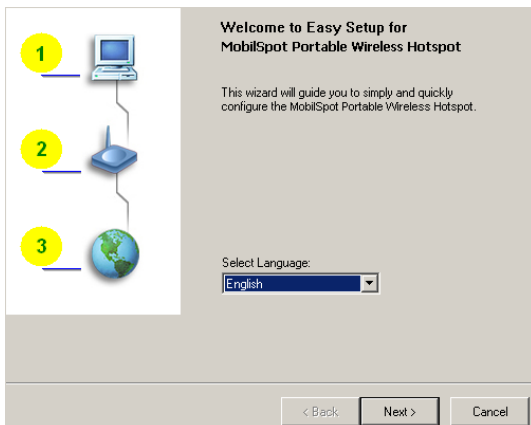 1
2
3
Welcome to Easy Setup for
MobilSpot Portable Wireless Hotspot
This wizard will guide you to simply and quickly
configure the MobilSpot Portable Wireless Hotspot.
Select Language:
English
< Back
Next >
Cancel